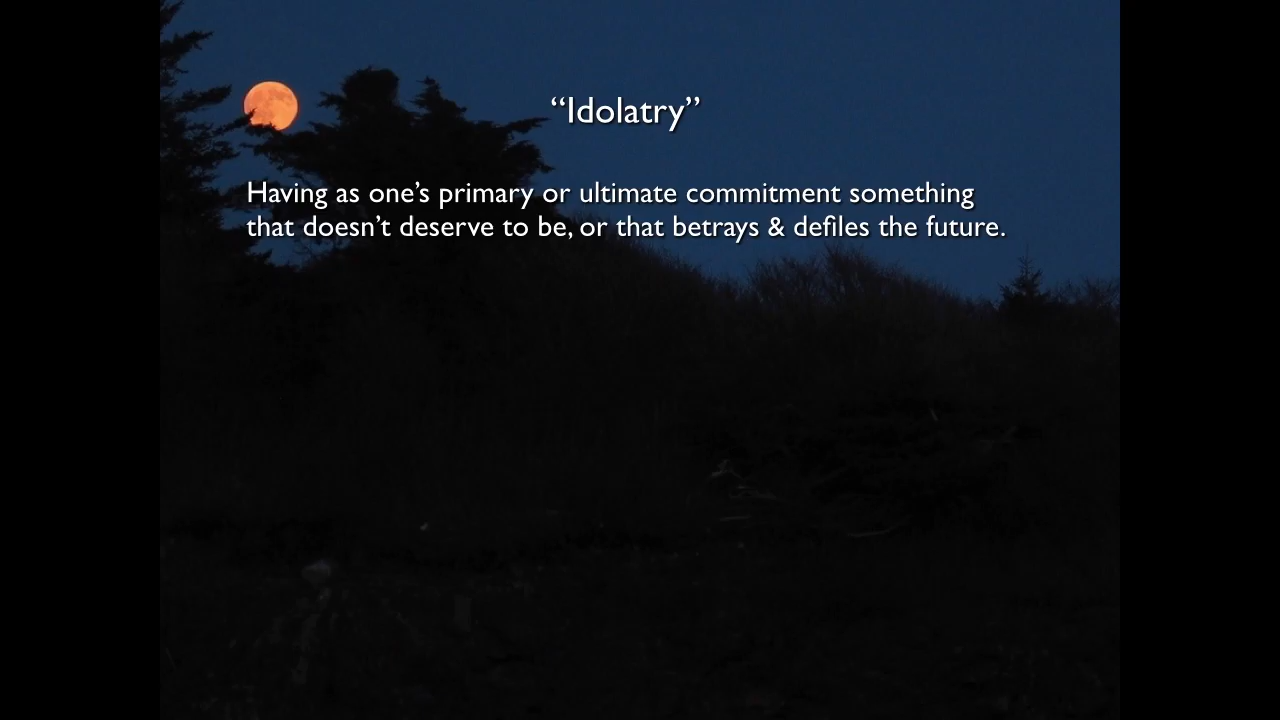 “Idolatry”
Having as one’s primary or ultimate commitment something
that doesn’t deserve to be, or that betrays & defiles the future.